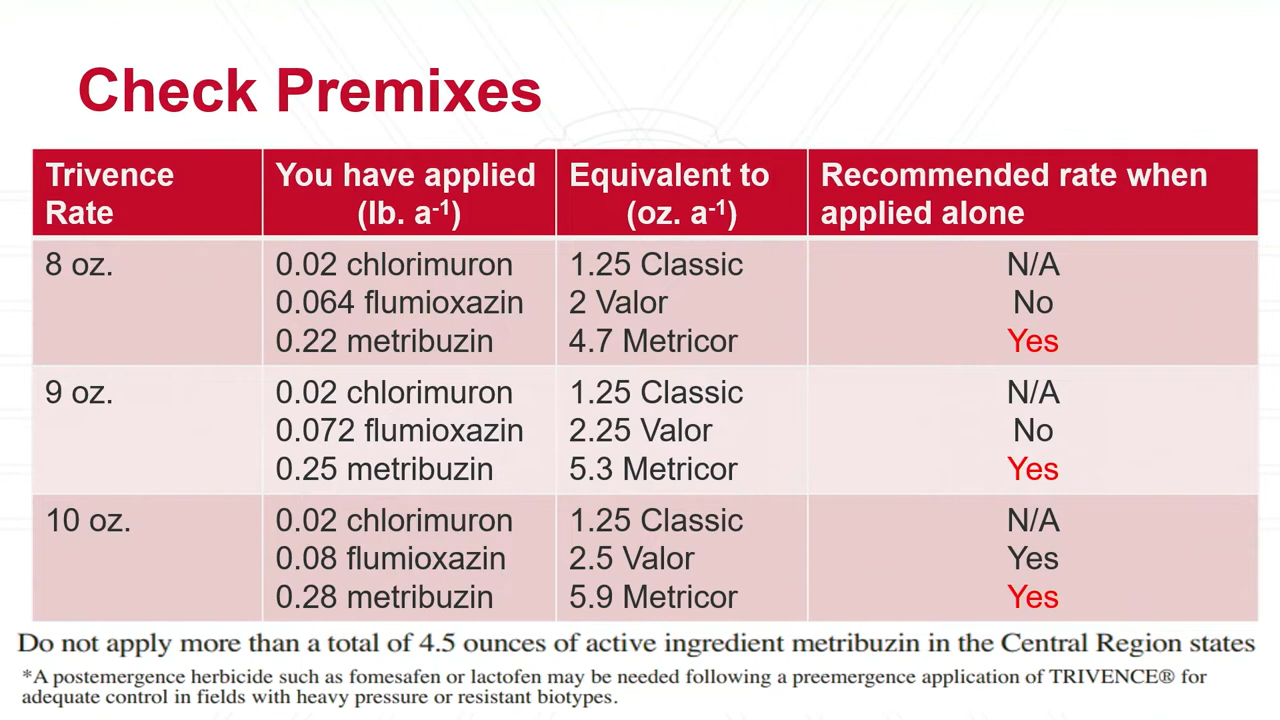 Check Premixes
Trivence Rate | You have applied (lb. a-1) | Equivalent to (oz. a-1) | Recommended rate when applied alone
8 oz. | 0.02 chlorimuron | 1.25 Classic | N/A
0.064 flumioxazin | 2 Valor | No
0.22 metribuzin | 4.7 Metricor | Yes
9 oz. | 0.02 chlorimuron | 1.25 Classic | N/A
0.072 flumioxazin | 2.25 Valor | No
0.25 metribuzin | 5.3 Metricor | Yes
10 oz. | 0.02 chlorimuron | 1.25 Classic | N/A
0.08 flumioxazin | 2.5 Valor | Yes
0.28 metribuzin | 5.9 Metricor | Yes
Do not apply more than a total of 4.5 ounces of active ingredient metribuzin in the Central Region states
*A postemergence herbicide such as fomesafen or lactofen may be needed following a preemergence application of TRIVENCE® for
adequate control in fields with heavy pressure or resistant biotypes.